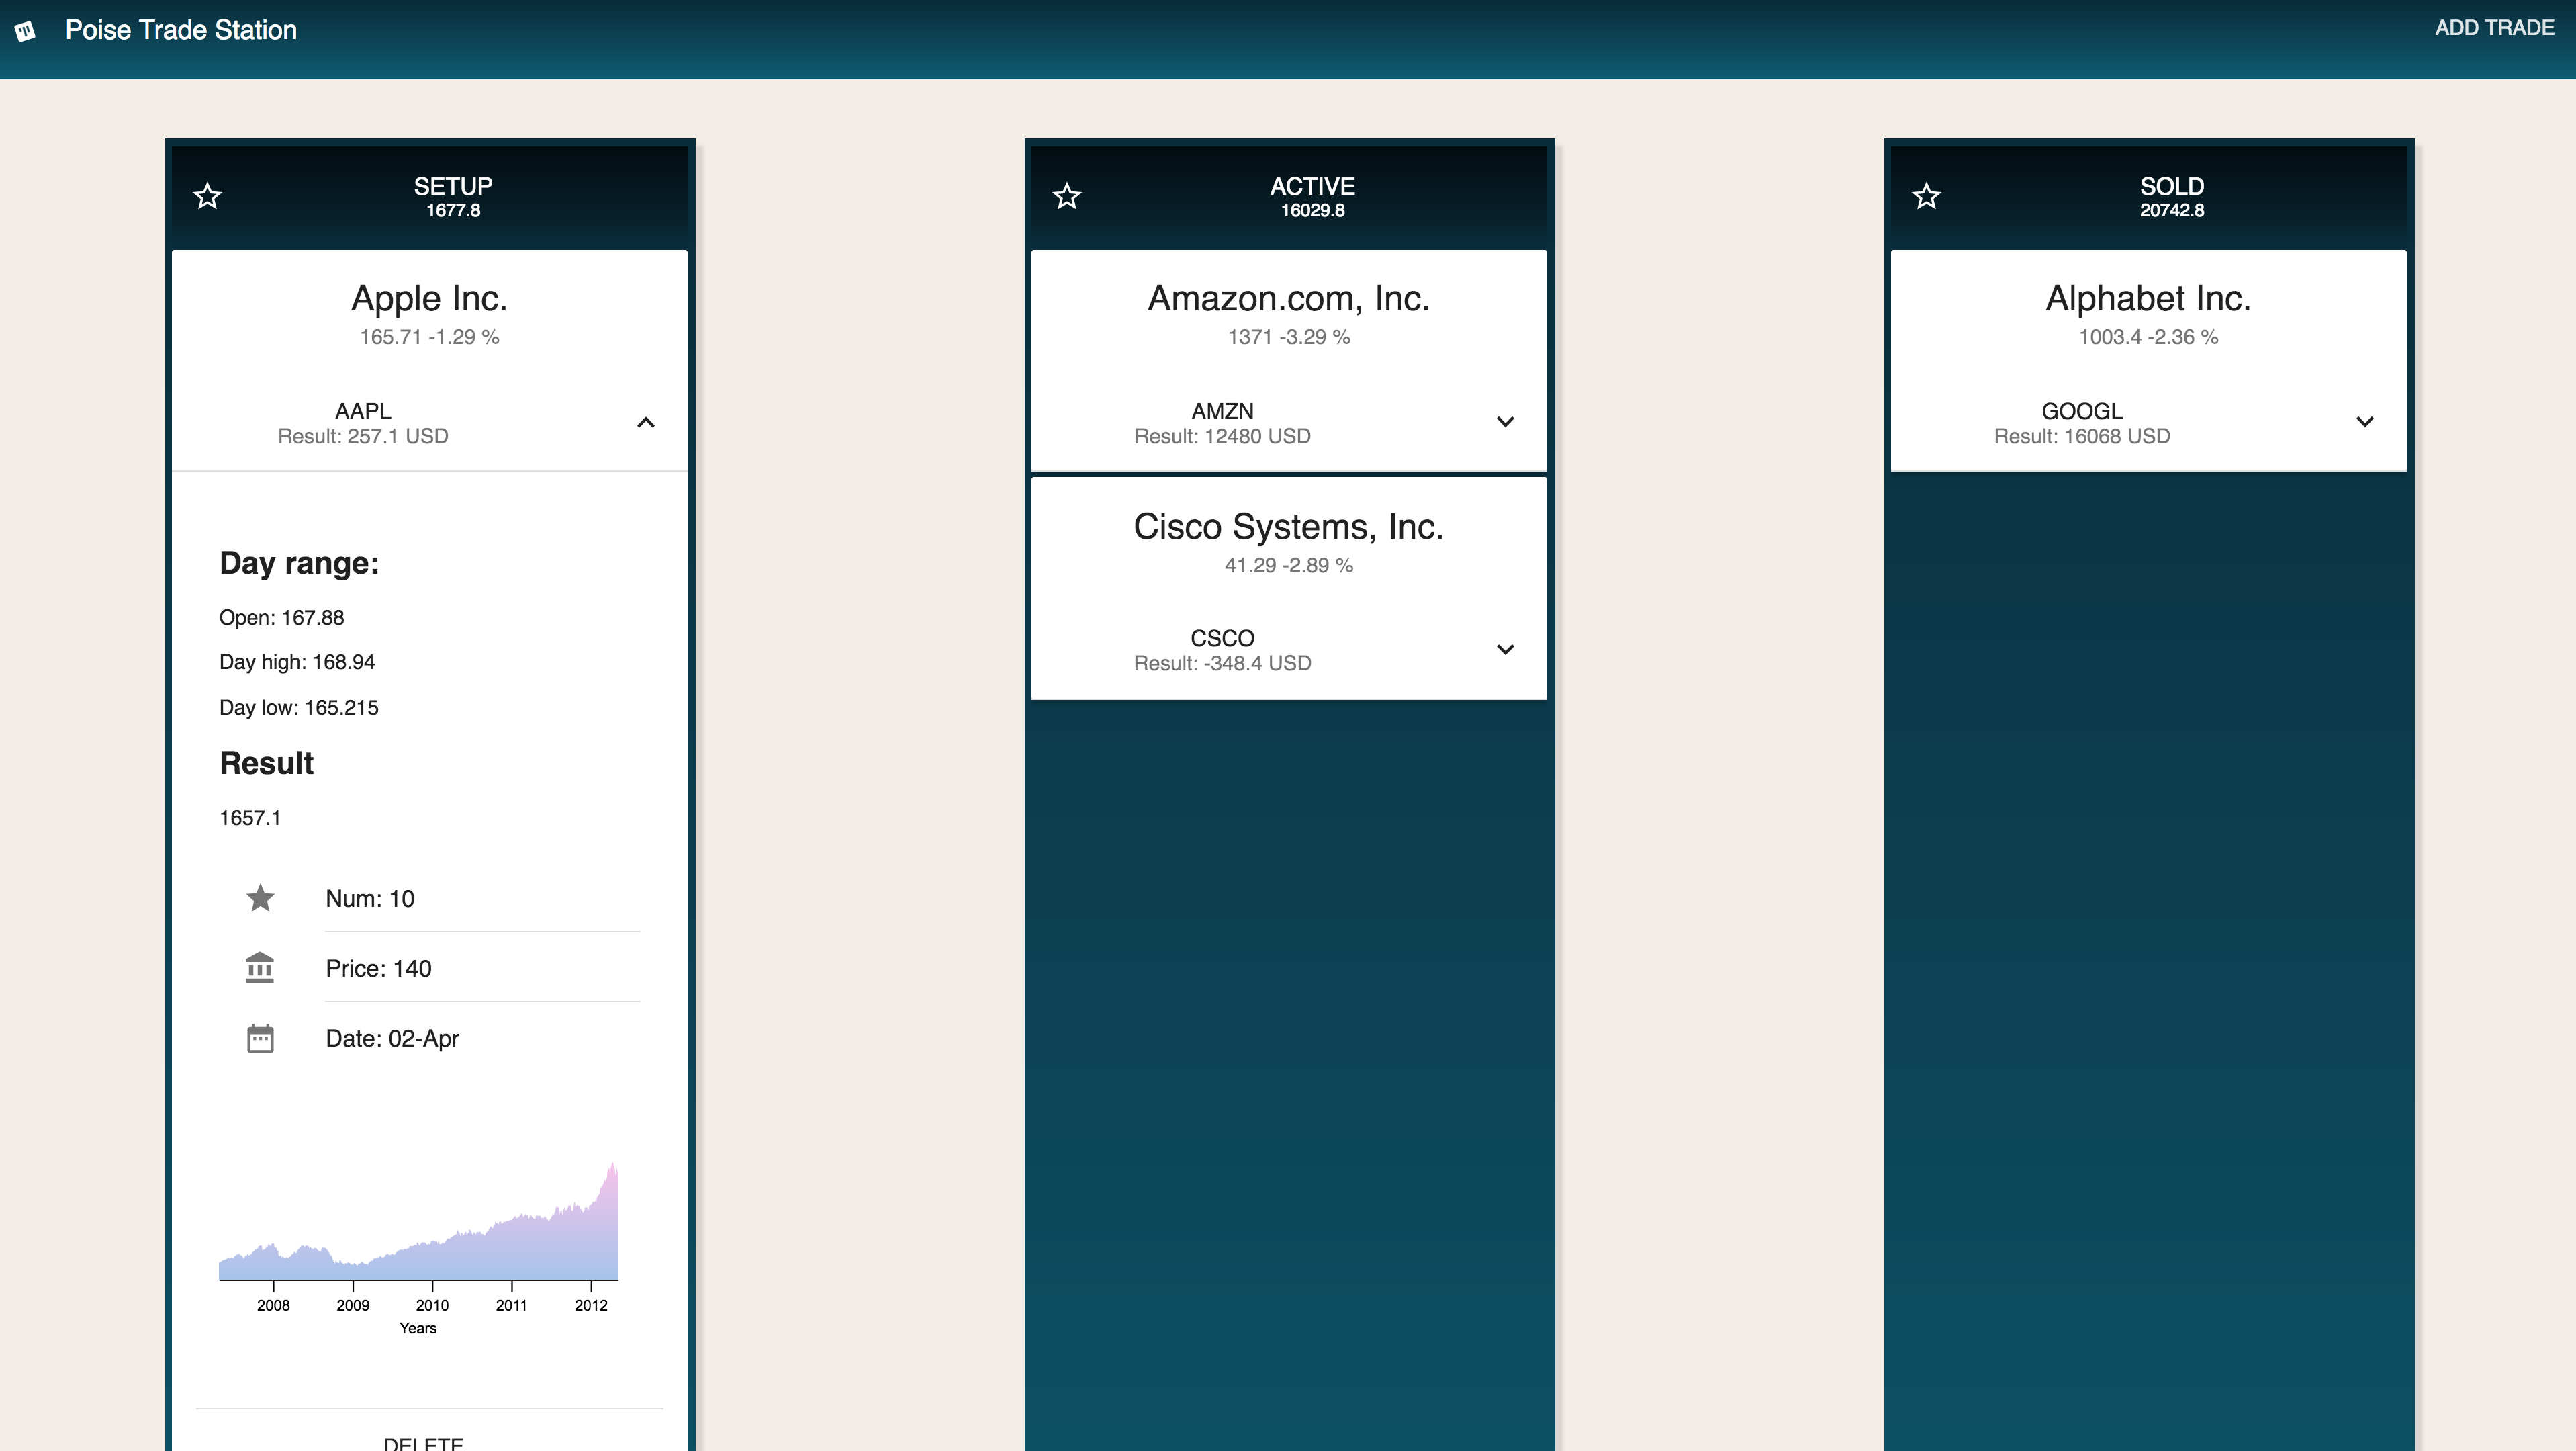 Poise Trade Station
ADD TRADE
SETUP
1677.8
Apple Inc.
165.71 -1.29 %
AAPL
Result: 257.1 USD
Day range:
Open: 167.88
Day high: 168.94
Day low: 165.215
Result
1657.1
Num: 10
Price: 140
Date: 02-Apr
2008 2009 2010 2011 2012
Years
DELETE
ACTIVE
16029.8
Amazon.com, Inc.
1371 -3.29 %
AMZN
Result: 12480 USD
Cisco Systems, Inc.
41.29 -2.89 %
CSCO
Result: -348.4 USD
SOLD
20742.8
Alphabet Inc.
1003.4 -2.36 %
GOOGL
Result: 16068 USD